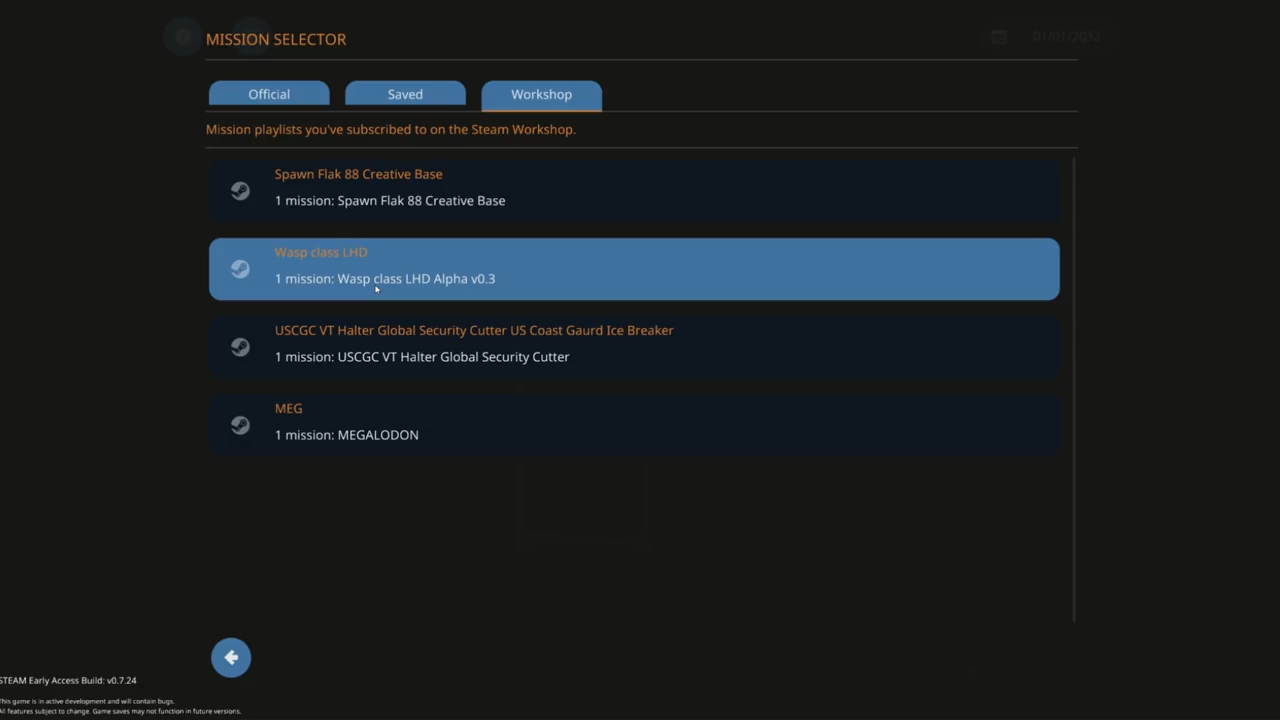 MISSION SELECTOR
01/01/2032
Official
Saved
Workshop
Mission playlists you've subscribed to on the Steam Workshop.
Spawn Flak 88 Creative Base
1 mission: Spawn Flak 88 Creative Base
Wasp class LHD
1 mission: Wasp class LHD Alpha v0.3
USCGC VT Halter Global Security Cutter US Coast Gaurd Ice Breaker
1 mission: USCGC VT Halter Global Security Cutter
MEG
1 mission: MEGALODON
STEAM Early Access Build: v0.7.24
This game is in active development and will contain bugs.
All features subject to change. Game saves may not function in future versions.